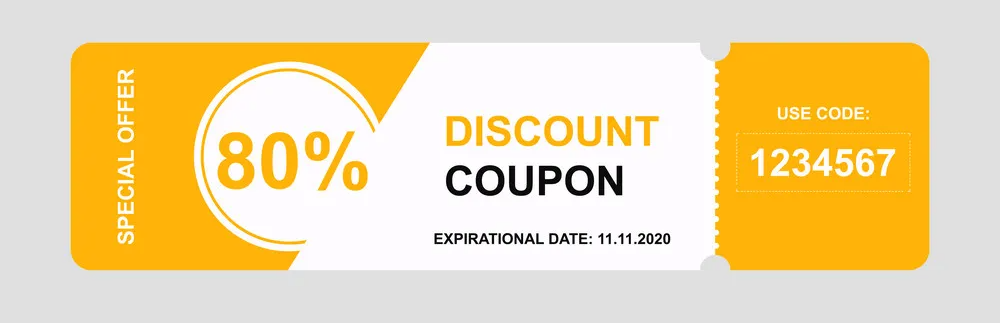 SPECIAL OFFER
80%
DISCOUNT
COUPON
EXPIRATIONAL DATE: 11.11.2020
USE CODE:
1234567